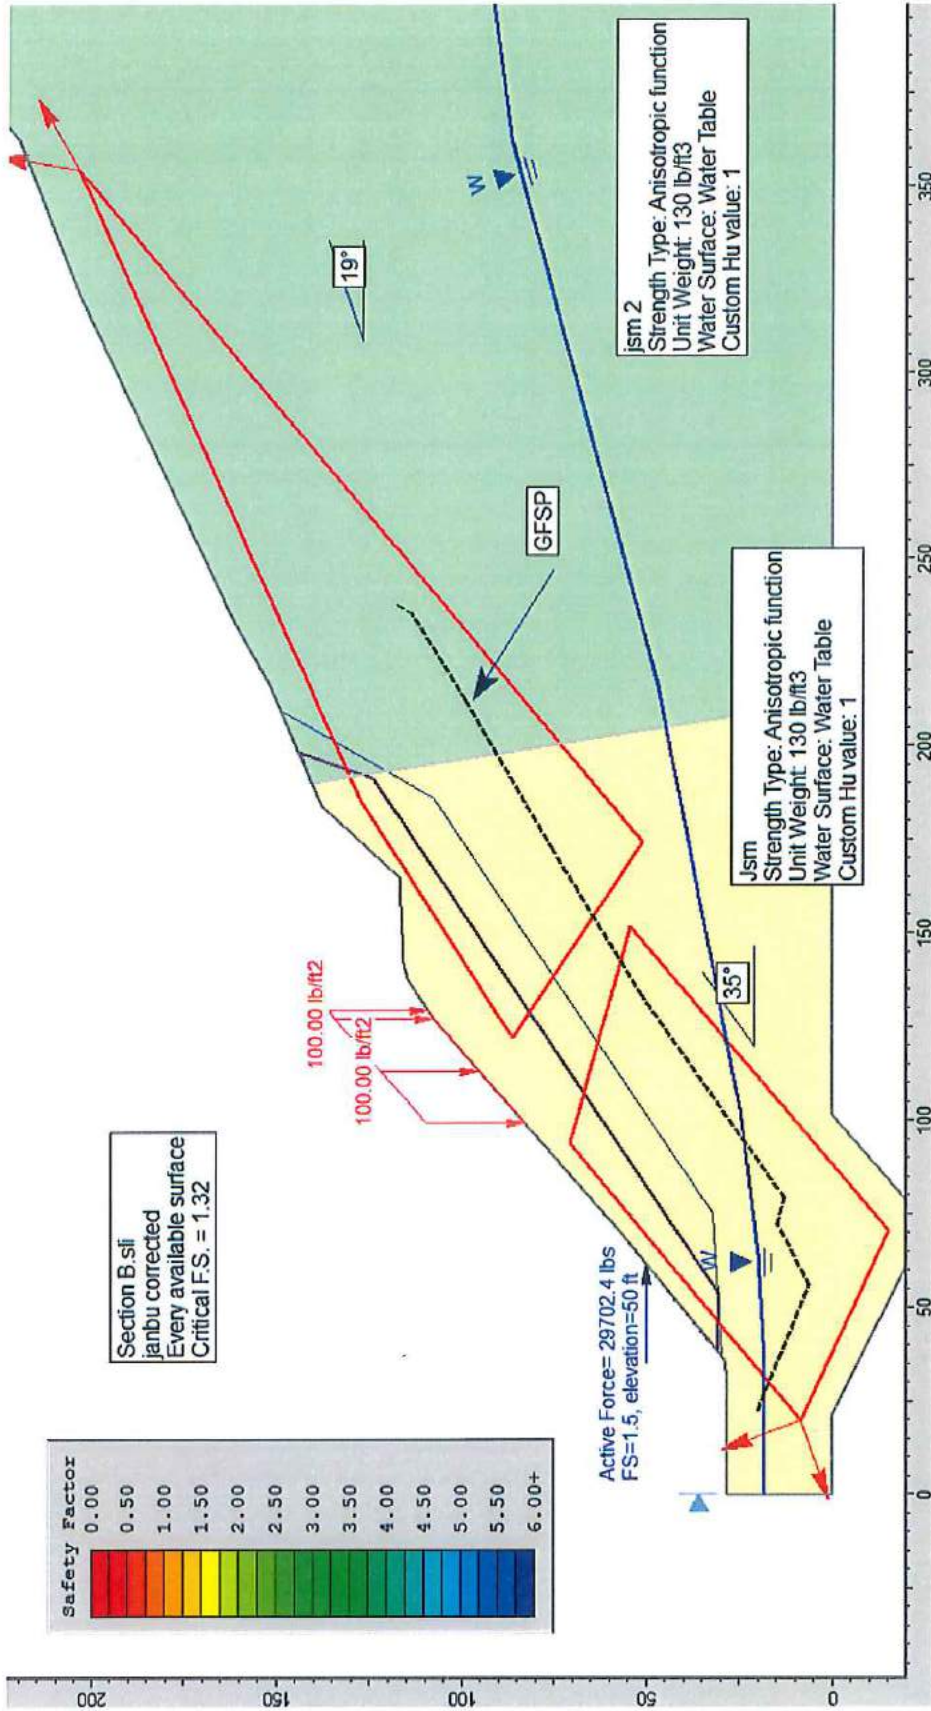 Safety Factor
0.00
0.50
1.00
1.50
2.00
2.50
3.00
3.50
4.00
4.50
5.00
5.50
6.00+
Section B.sli
janbu corrected
Every available surface
Critical F.S. = 1.32
100.00 lb/ft2
100.00 lb/ft2
Active Force= 29702.4 lbs
FS=1.5, elevation=50 ft
W
W
19°
35°
GFSP
Jsm
Strength Type: Anisotropic function
Unit Weight: 130 lb/ft3
Water Surface: Water Table
Custom Hu value: 1
jsm 2
Strength Type: Anisotropic function
Unit Weight: 130 lb/ft3
Water Surface: Water Table
Custom Hu value: 1
200
150
100
50
0
0
50
100
150
200
250
300
350